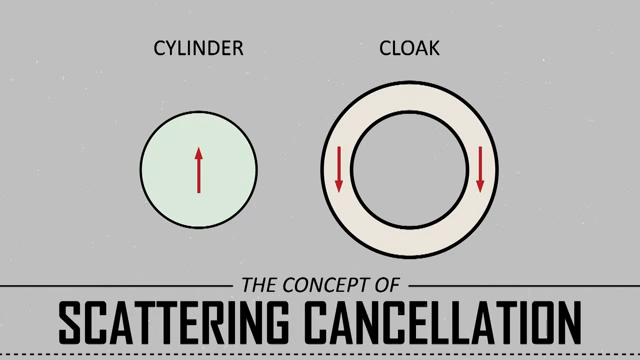 CYLINDER
CLOAK
THE CONCEPT OF
SCATTERING CANCELLATION